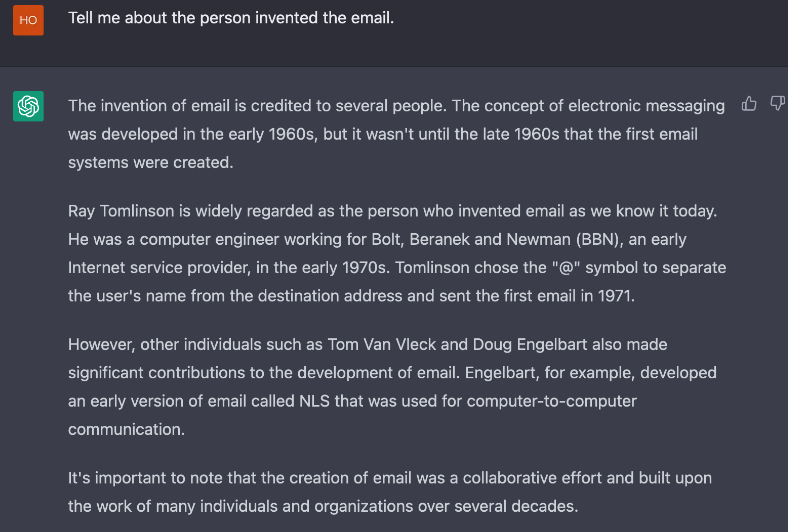 HO
Tell me about the person invented the email.
The invention of email is credited to several people. The concept of electronic messaging
was developed in the early 1960s, but it wasn't until the late 1960s that the first email
systems were created.
Ray Tomlinson is widely regarded as the person who invented email as we know it today.
He was a computer engineer working for Bolt, Beranek and Newman (BBN), an early
Internet service provider, in the early 1970s. Tomlinson chose the "@" symbol to separate
the user's name from the destination address and sent the first email in 1971.
However, other individuals such as Tom Van Vleck and Doug Engelbart also made
significant contributions to the development of email. Engelbart, for example, developed
an early version of email called NLS that was used for computer-to-computer
communication.
It's important to note that the creation of email was a collaborative effort and built upon
the work of many individuals and organizations over several decades.